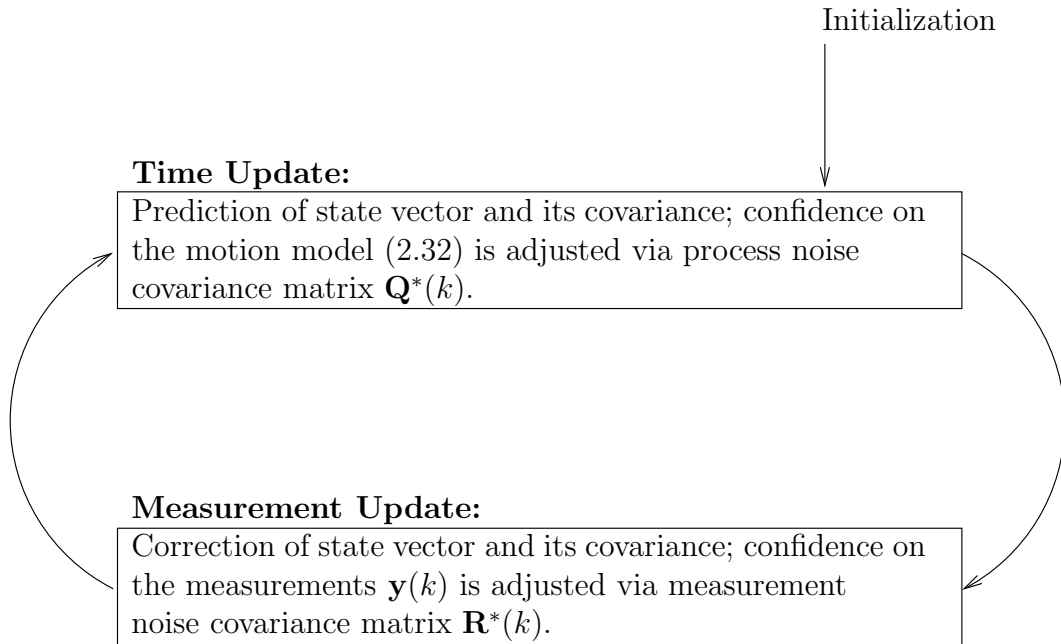 Initialization
Time Update:
Prediction of state vector and its covariance; confidence on
the motion model (2.32) is adjusted via process noise
covariance matrix Q*(k).
Measurement Update:
Correction of state vector and its covariance; confidence on
the measurements y(k) is adjusted via measurement
noise covariance matrix R*(k).